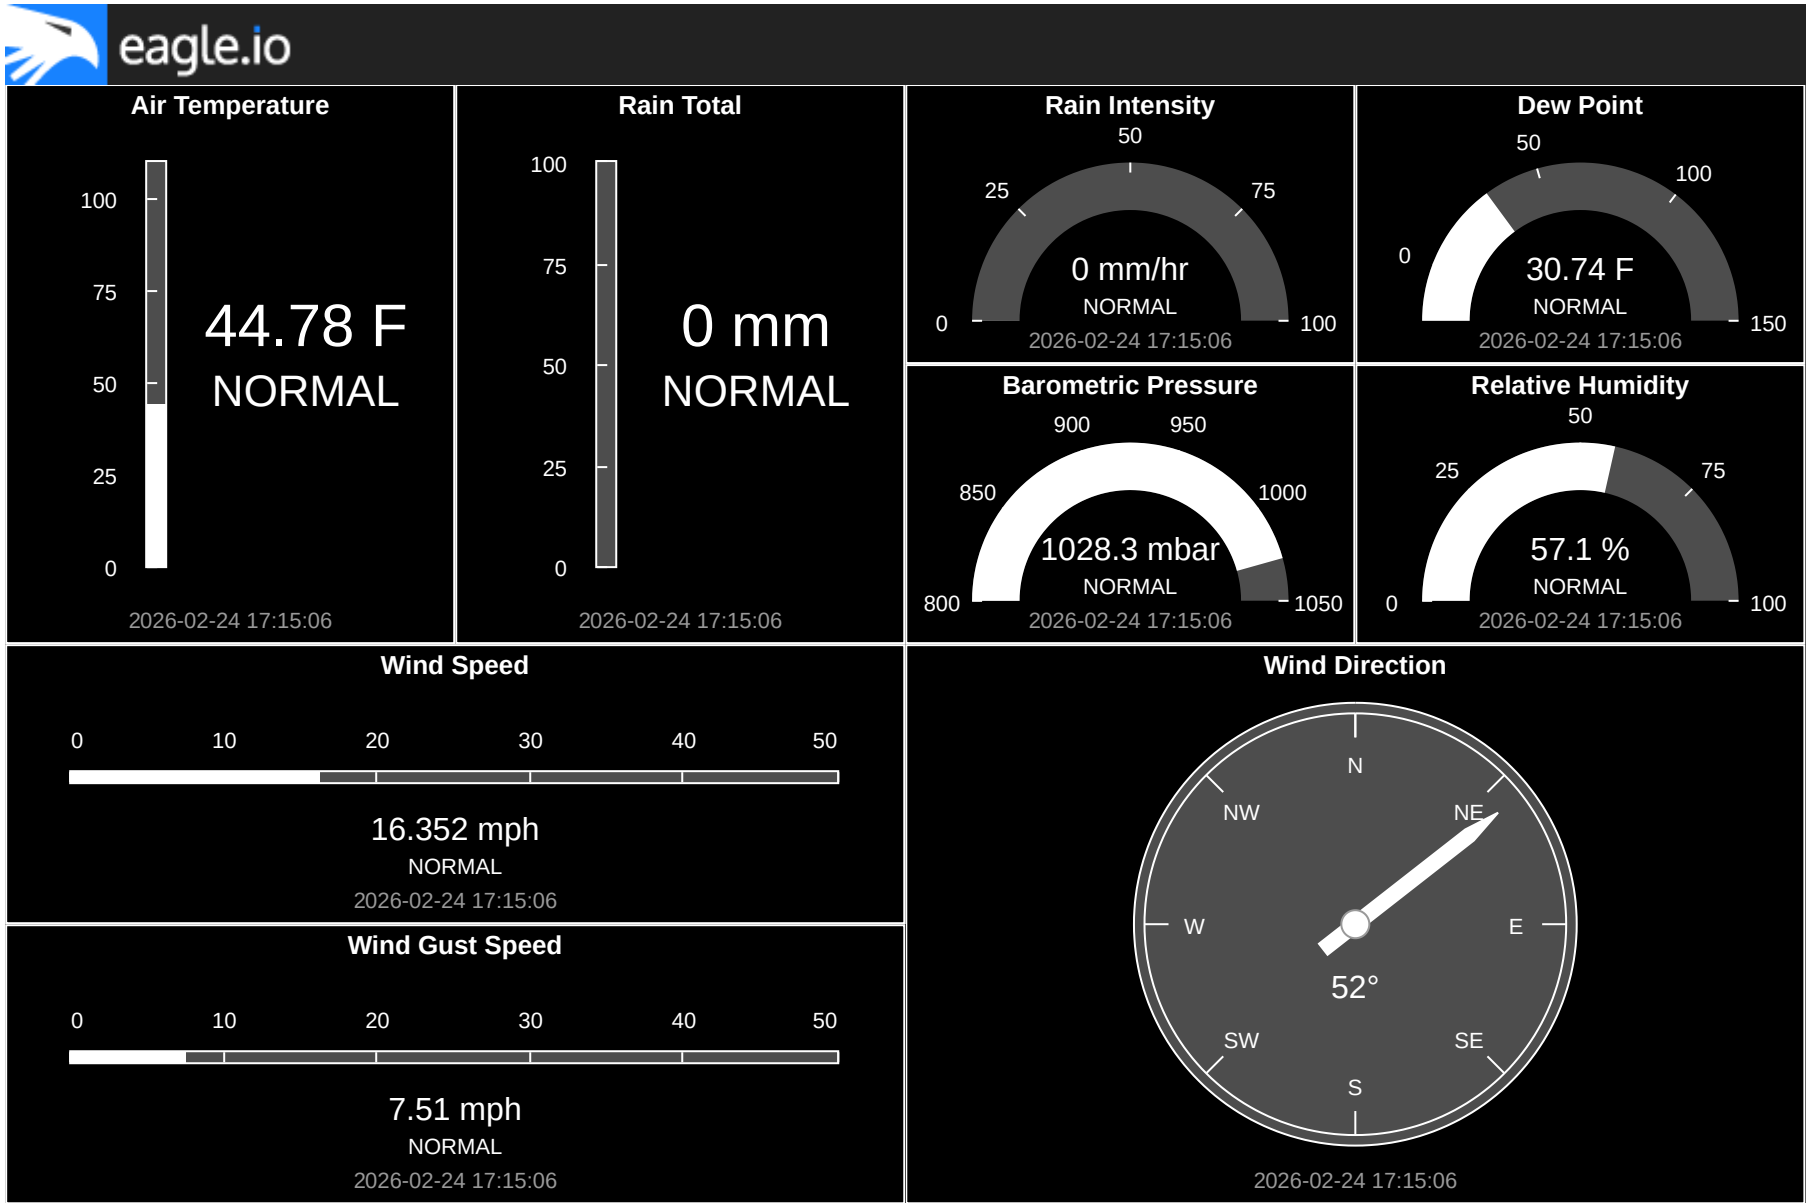 eagle.io
Air Temperature
100
75
50
25
0
44.78 F
NORMAL
2026-02-24 17:15:06
Rain Total
100
75
50
25
0
0 mm
NORMAL
2026-02-24 17:15:06
Rain Intensity
50
25
75
0
100
0 mm/hr
NORMAL
2026-02-24 17:15:06
Dew Point
50
100
0
150
30.74 F
NORMAL
2026-02-24 17:15:06
Barometric Pressure
900
950
850
1000
800
1050
1028.3 mbar
NORMAL
2026-02-24 17:15:06
Relative Humidity
50
25
75
0
100
57.1 %
NORMAL
2026-02-24 17:15:06
Wind Speed
0 10 20 30 40 50
16.352 mph
NORMAL
2026-02-24 17:15:06
Wind Gust Speed
0 10 20 30 40 50
7.51 mph
NORMAL
2026-02-24 17:15:06
Wind Direction
N
NW
NE
W
E
52°
SW
SE
S
2026-02-24 17:15:06